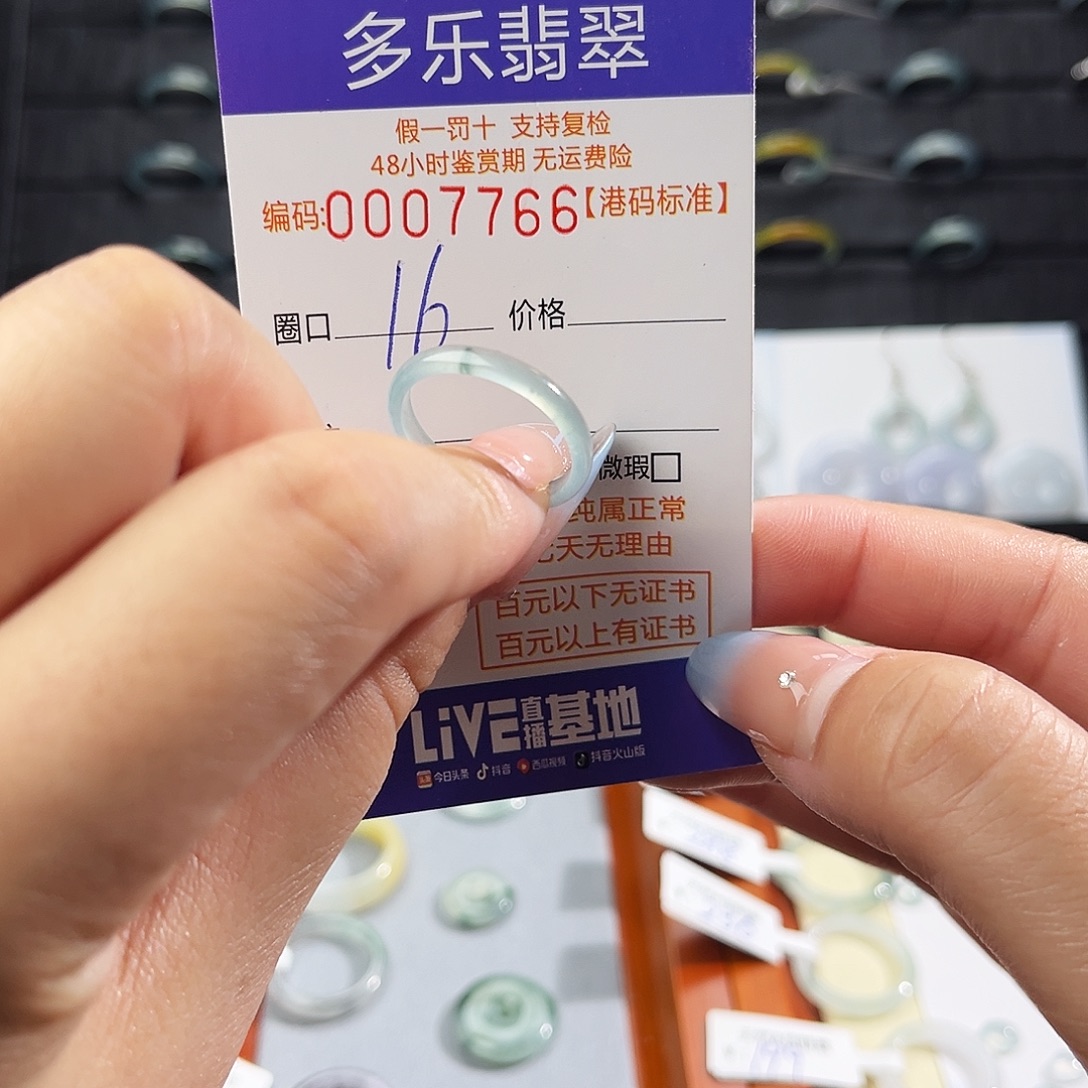 多乐翡翠
假一罚十 支持复检
48小时鉴赏期 无运费险
编码:0007766【港码标准】
圈口 16 价格
微瑕□
纯属正常
七天无理由
百元以下无证书
百元以上有证书
LiVE直播基地
今日头条 抖音 西瓜视频 抖音火山版